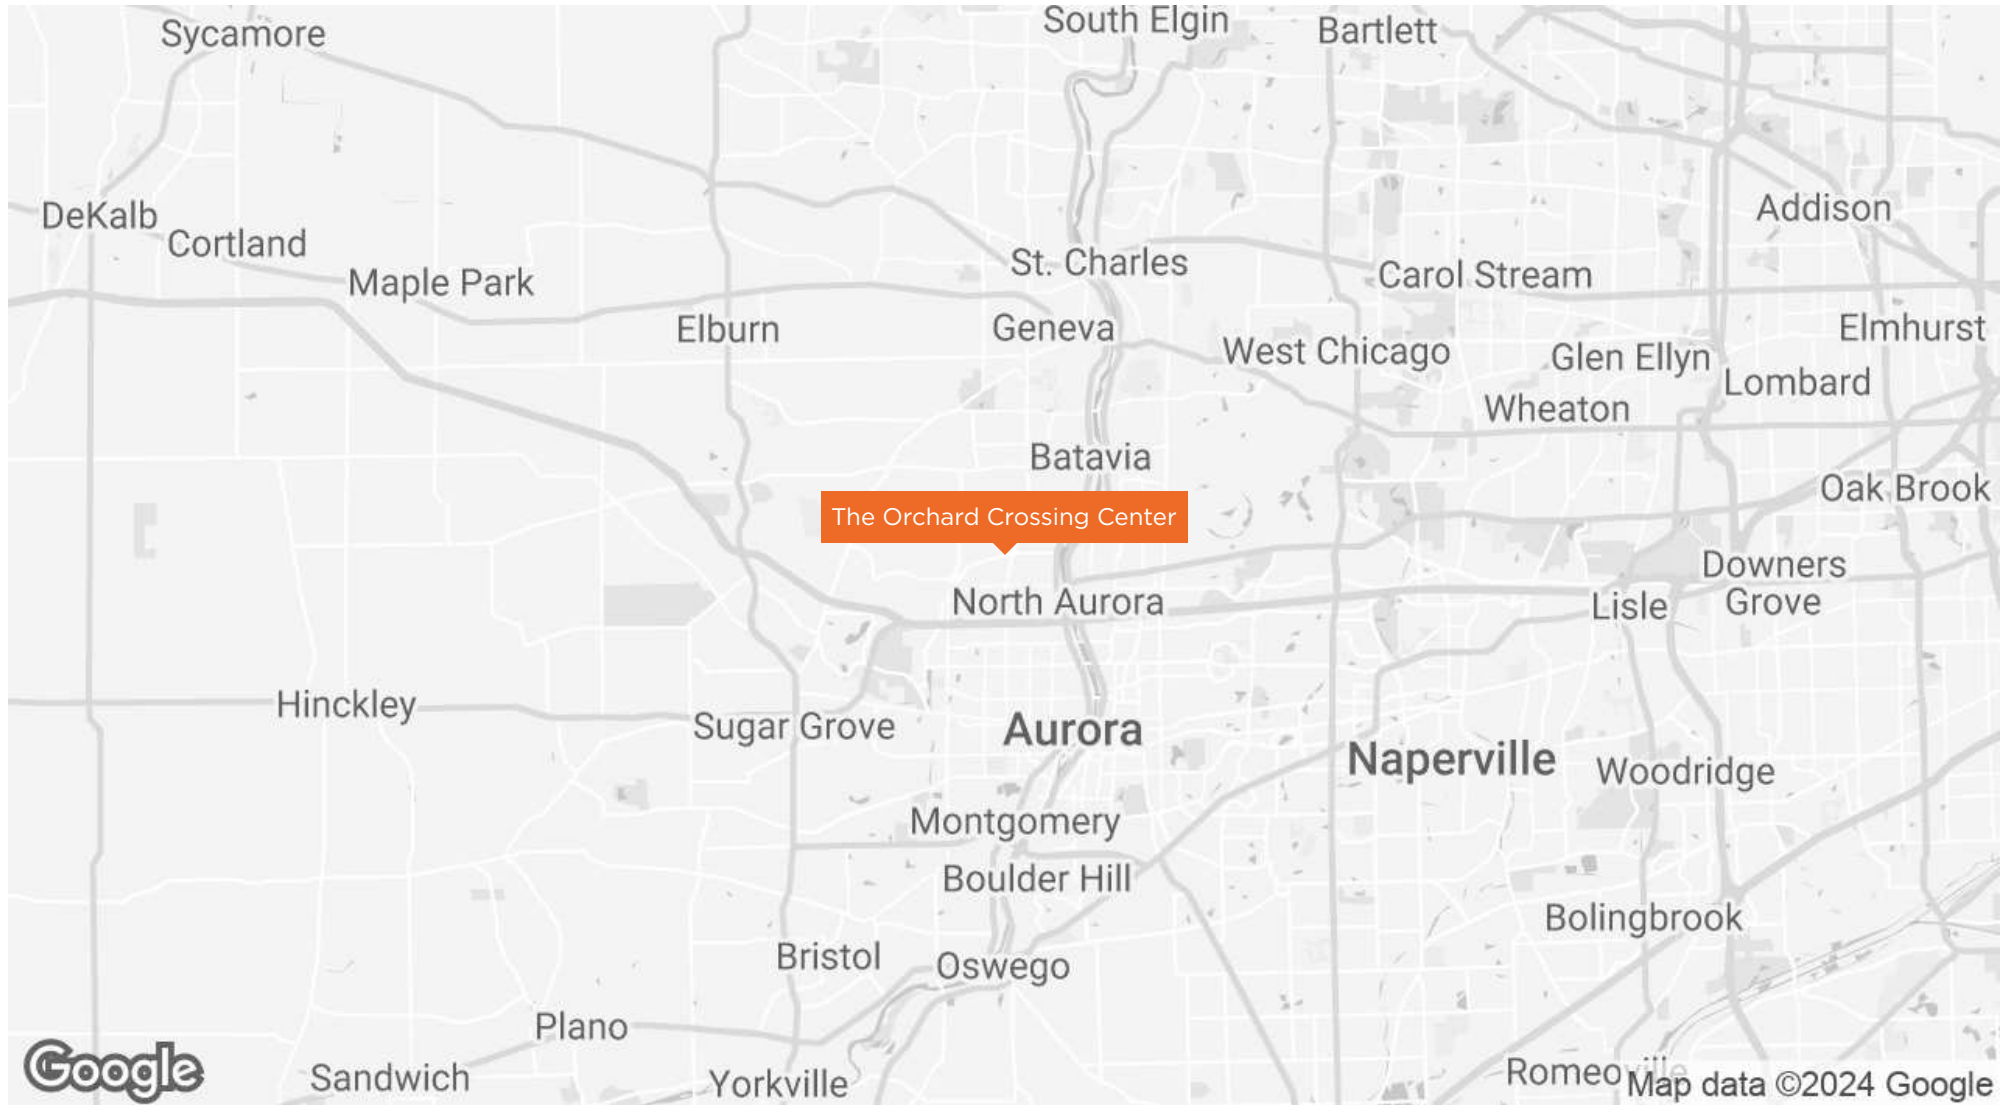 South Elgin
Bartlett
Sycamore
Addison
DeKalb
Cortland
St. Charles
Carol Stream
Maple Park
Elburn
Geneva
Elmhurst
West Chicago
Glen Ellyn
Lombard
Wheaton
Batavia
Oak Brook
The Orchard Crossing Center
Downers
Grove
North Aurora
Lisle
Hinckley
Sugar Grove
Aurora
Naperville
Woodridge
Montgomery
Boulder Hill
Bolingbrook
Bristol
Oswego
Plano
Google
Sandwich
Yorkville
Romeoville
Map data ©2024 Google